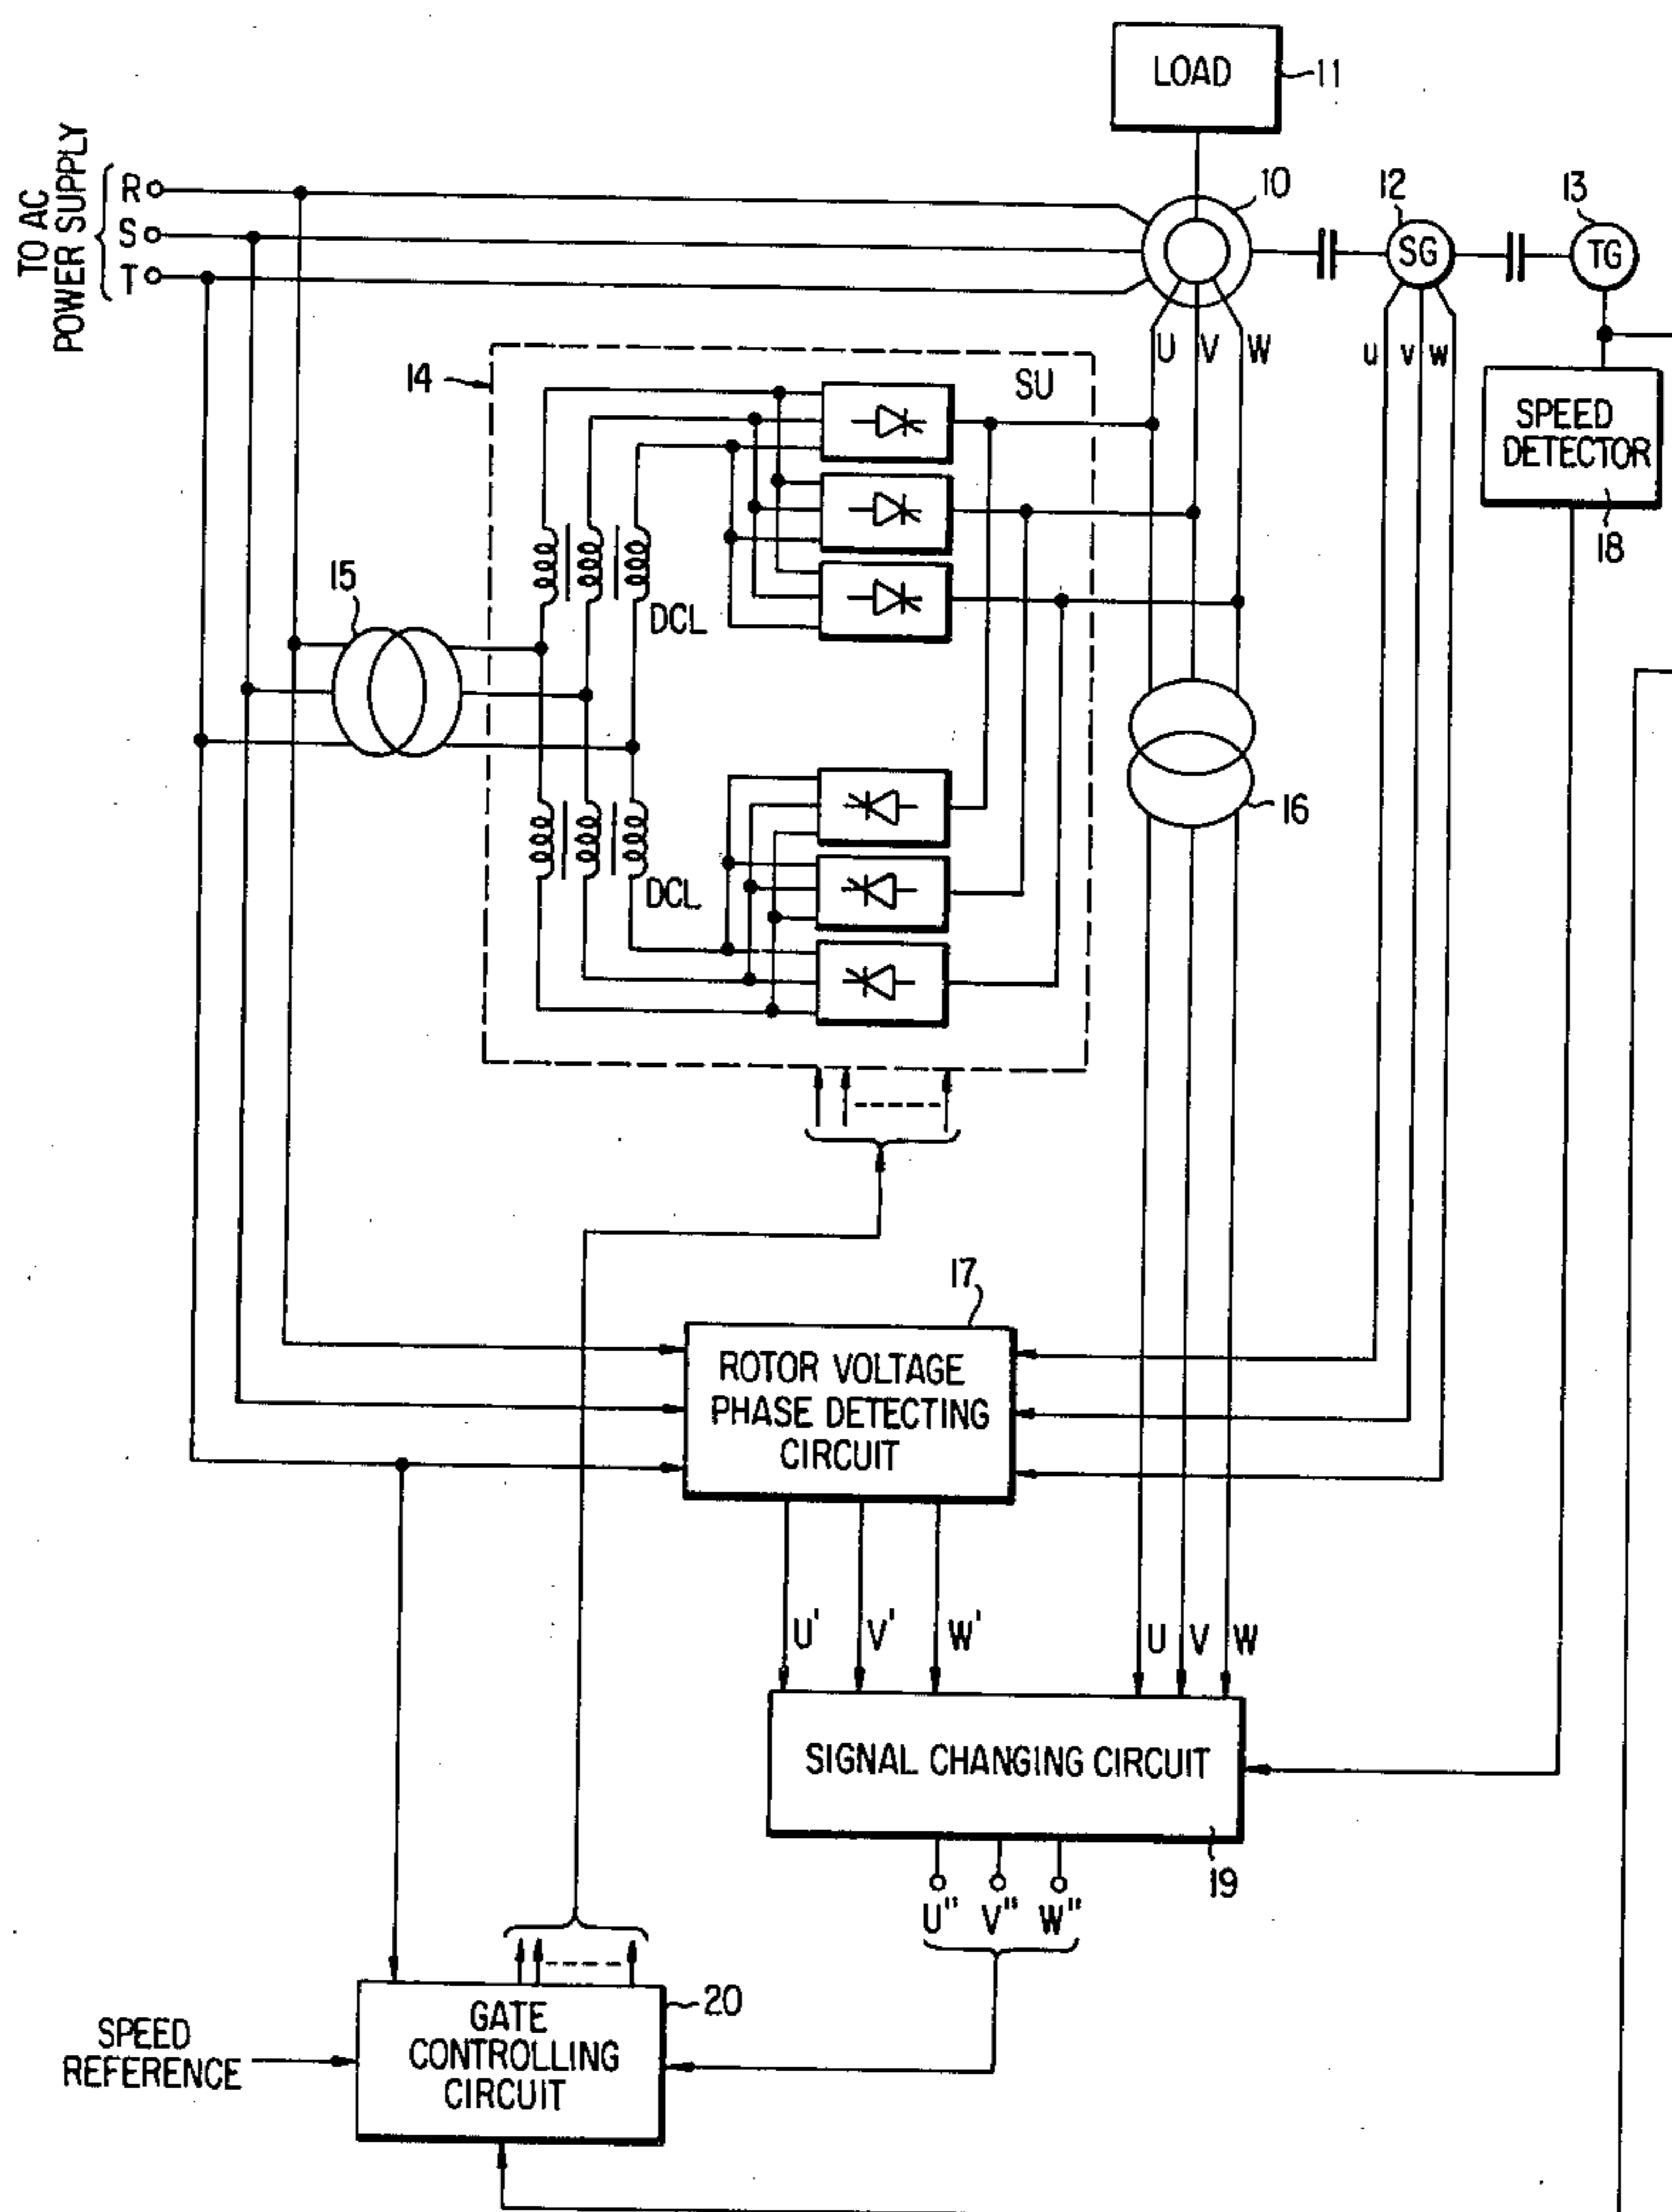 LOAD
11
TO AC
POWER SUPPLY
R
S
T
10
12
13
SG
TG
U V W
u v w
14
SU
SPEED
DETECTOR
18
15
DCL
16
DCL
17
ROTOR VOLTAGE
PHASE DETECTING
CIRCUIT
U' V' W'
U V W
SIGNAL CHANGING CIRCUIT
19
U" V" W"
20
GATE
CONTROLLING
CIRCUIT
SPEED
REFERENCE